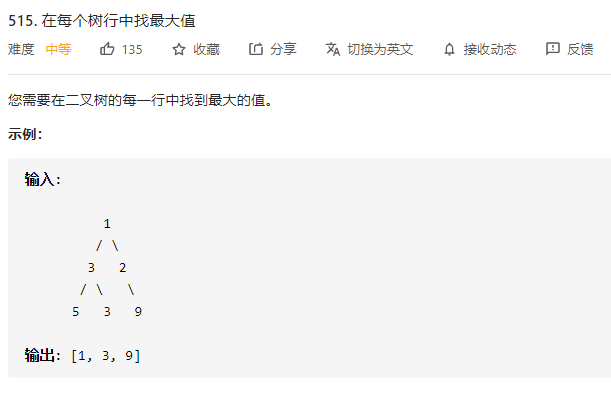 515. 在每个树行中找最大值
难度 中等 135 收藏 分享 切换为英文 接收动态 反馈
您需要在二叉树的每一行中找到最大的值。
示例：
输入：
1
/ \
3 2
/ \ \
5 3 9
输出：[1, 3, 9]